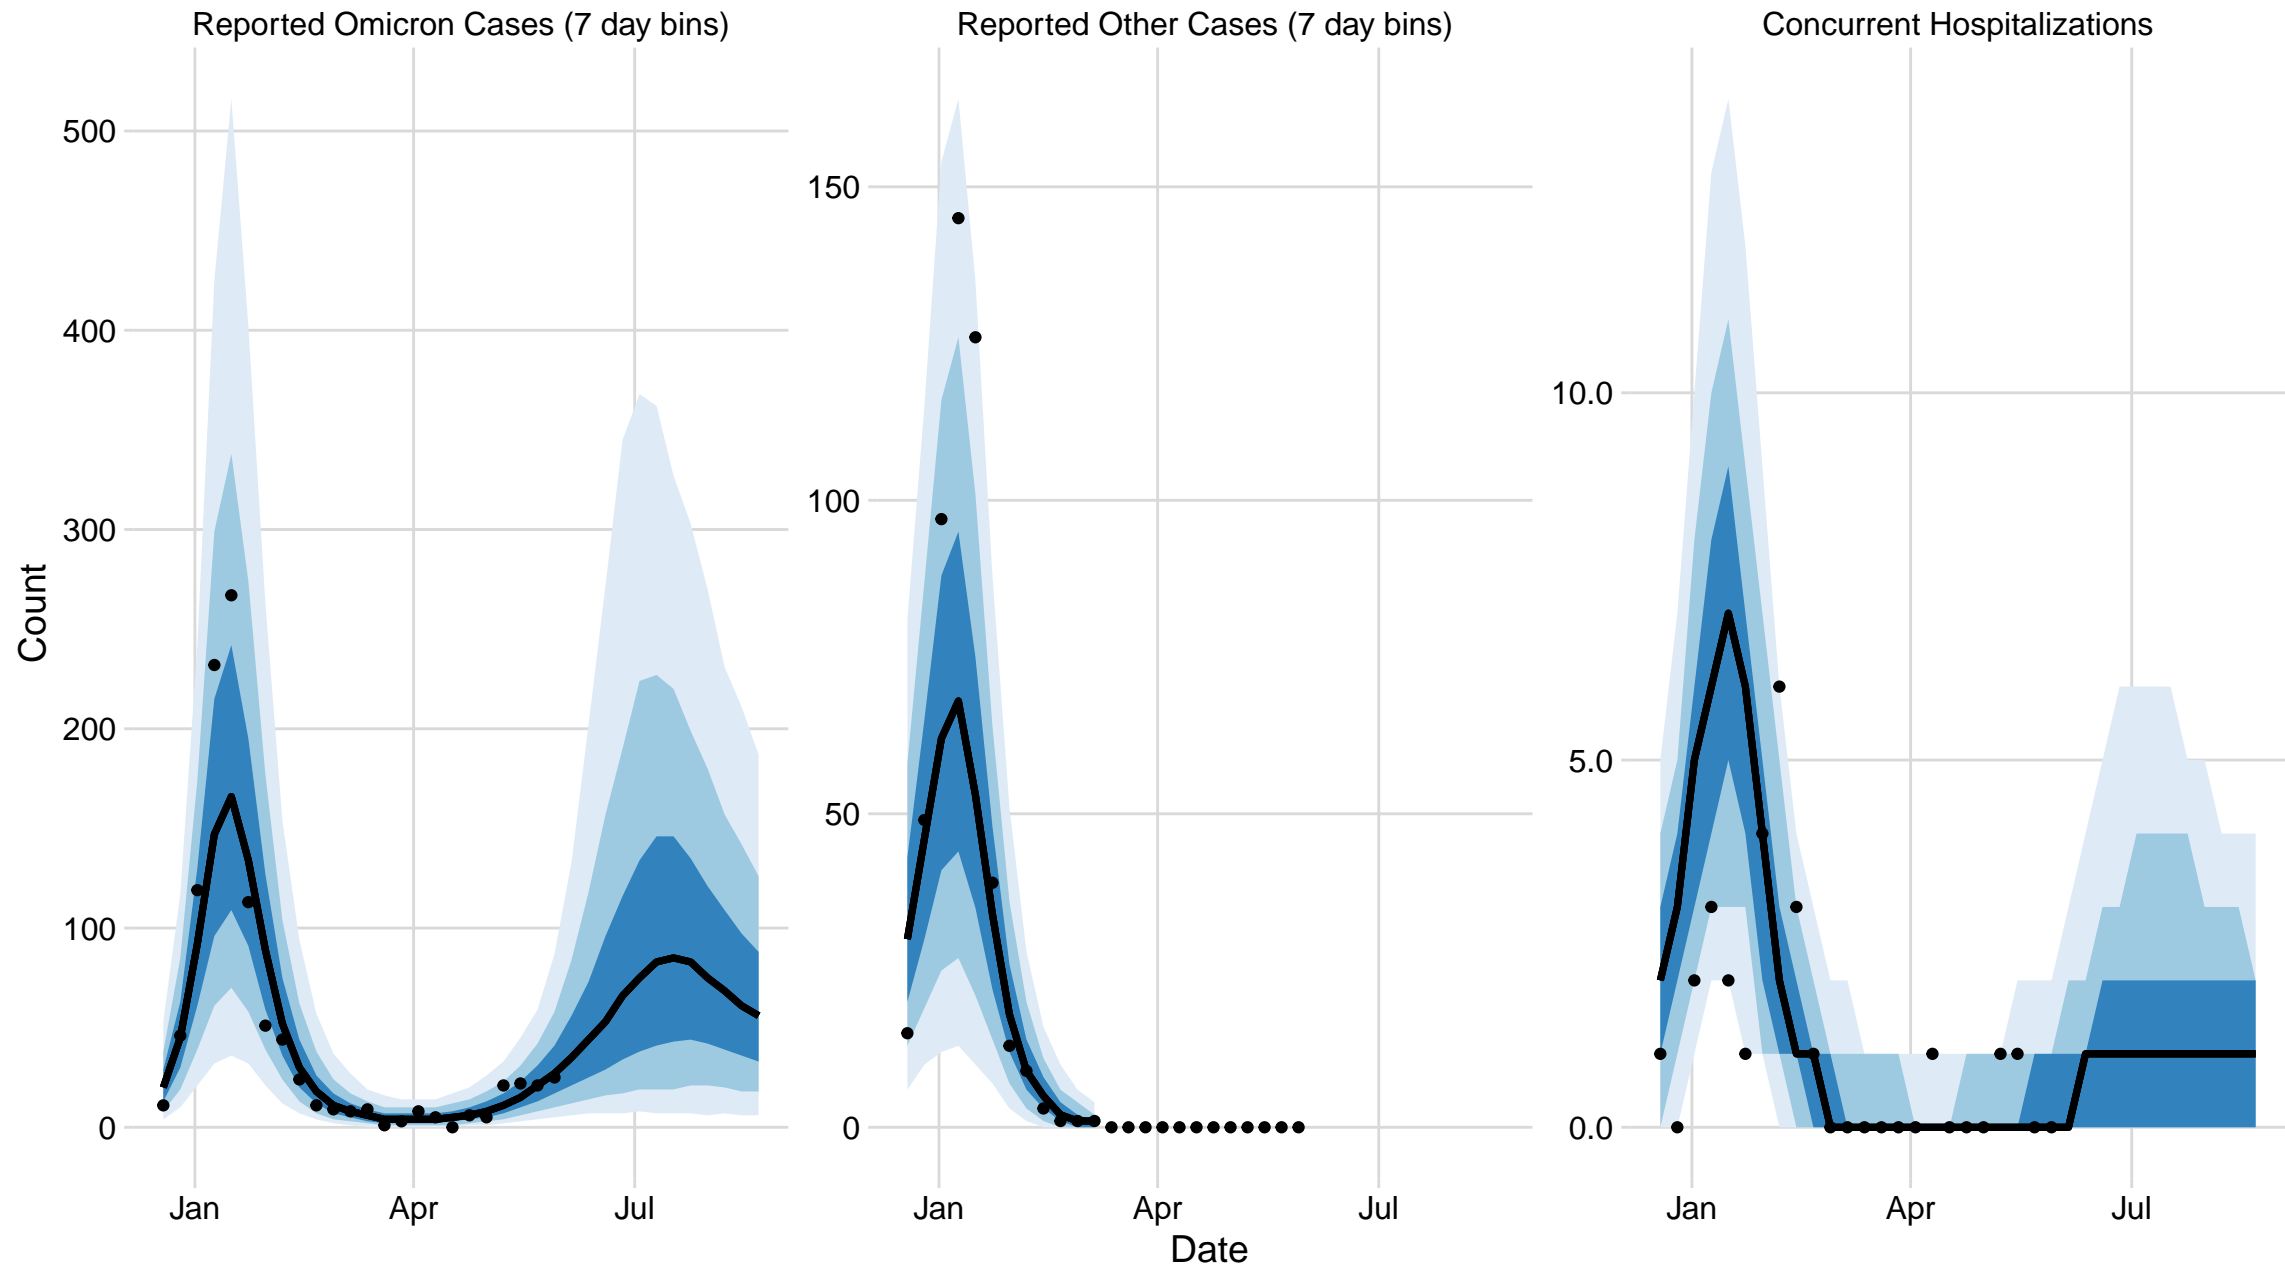 Reported Omicron Cases (7 day bins)
Reported Other Cases (7 day bins)
Concurrent Hospitalizations
Count
500
400
300
200
100
0
150
100
50
0
10.0
5.0
0.0
Jan
Apr
Jul
Jan
Apr
Jul
Jan
Apr
Jul
Date